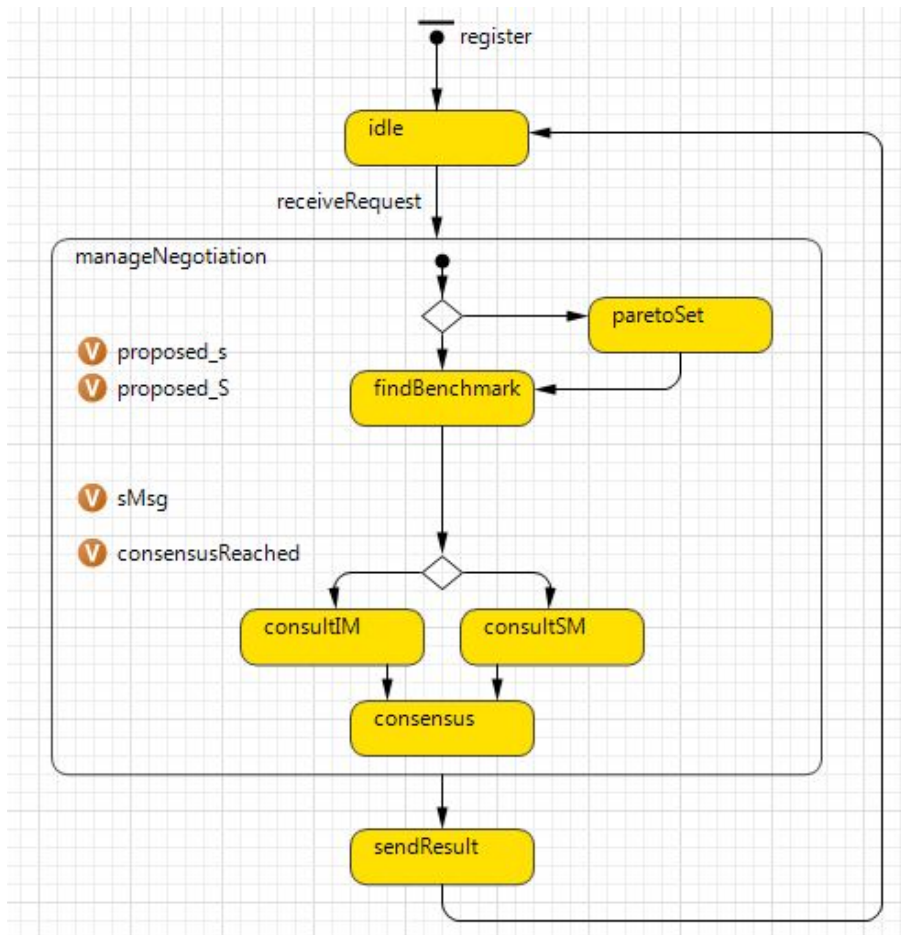 register
idle
receiveRequest
manageNegotiation
paretoSet
V proposed_s
V proposed_S
findBenchmark
V sMsg
V consensusReached
consultIM
consultSM
consensus
sendResult